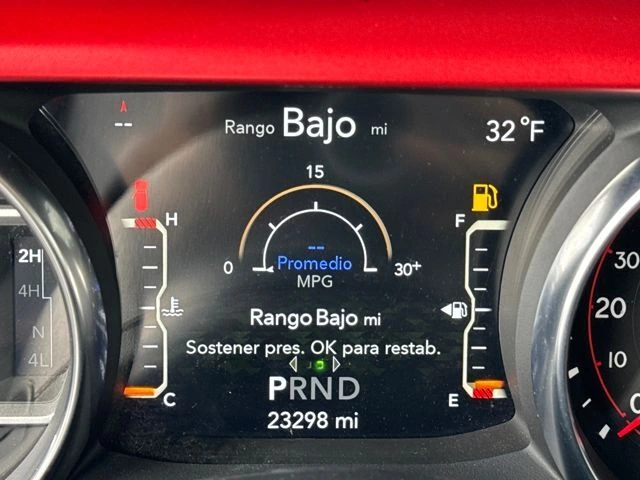 --
Rango Bajo mi
32 °F
15
H
F
--
Promedio
0
30+
MPG
2H
4H
N
4L
Rango Bajo mi
Sostener pres. OK para restab.
PRND
C
E
23298 mi
30
20
10
0